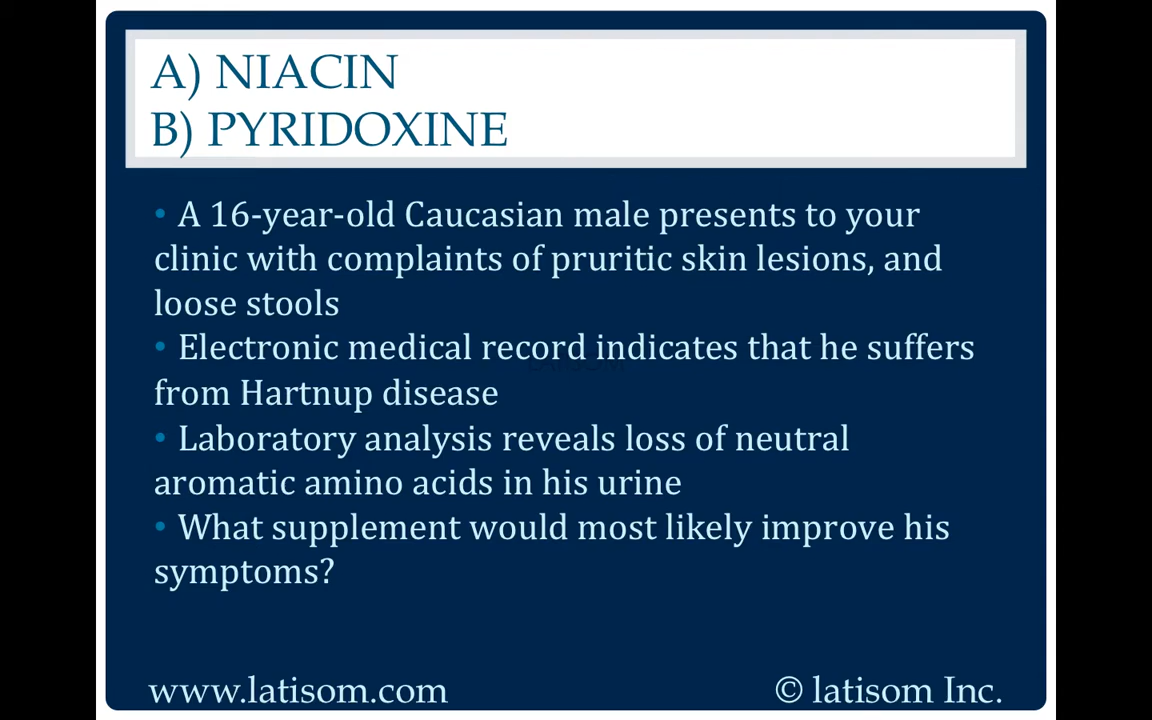 A) NIACIN
B) PYRIDOXINE
• A 16-year-old Caucasian male presents to your
clinic with complaints of pruritic skin lesions, and
loose stools
• Electronic medical record indicates that he suffers
from Hartnup disease
• Laboratory analysis reveals loss of neutral
aromatic amino acids in his urine
• What supplement would most likely improve his
symptoms?
www.latisom.com © latisom Inc.